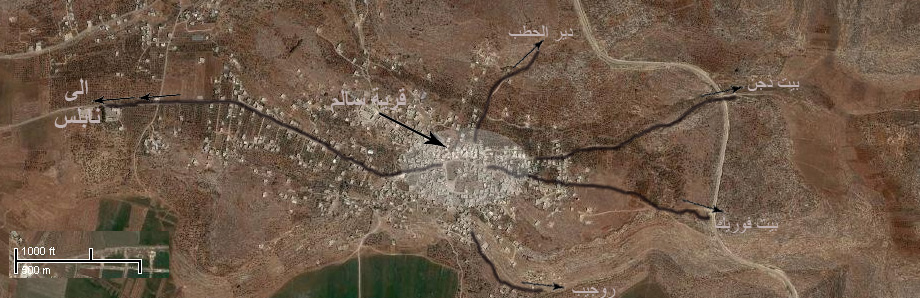 دير الحطب
بيت دجن
الى
نابلس
قرية سالم
بيت فوريك
روجيب
1000 ft
300 m